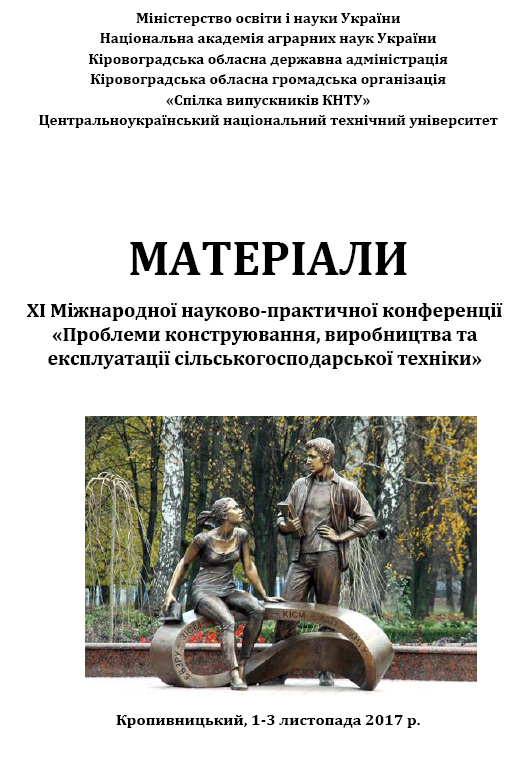 Міністерство освіти і науки України
Національна академія аграрних наук України
Кіровоградська обласна державна адміністрація
Кіровоградська обласна громадська організація
«Спілка випускників КНТУ»
Центральноукраїнський національний технічний університет
МАТЕРІАЛИ
XI Міжнародної науково-практичної конференції
«Проблеми конструювання, виробництва та
експлуатації сільськогосподарської техніки»
КІСМ
КНТУ
Кропивницький, 1-3 листопада 2017 р.